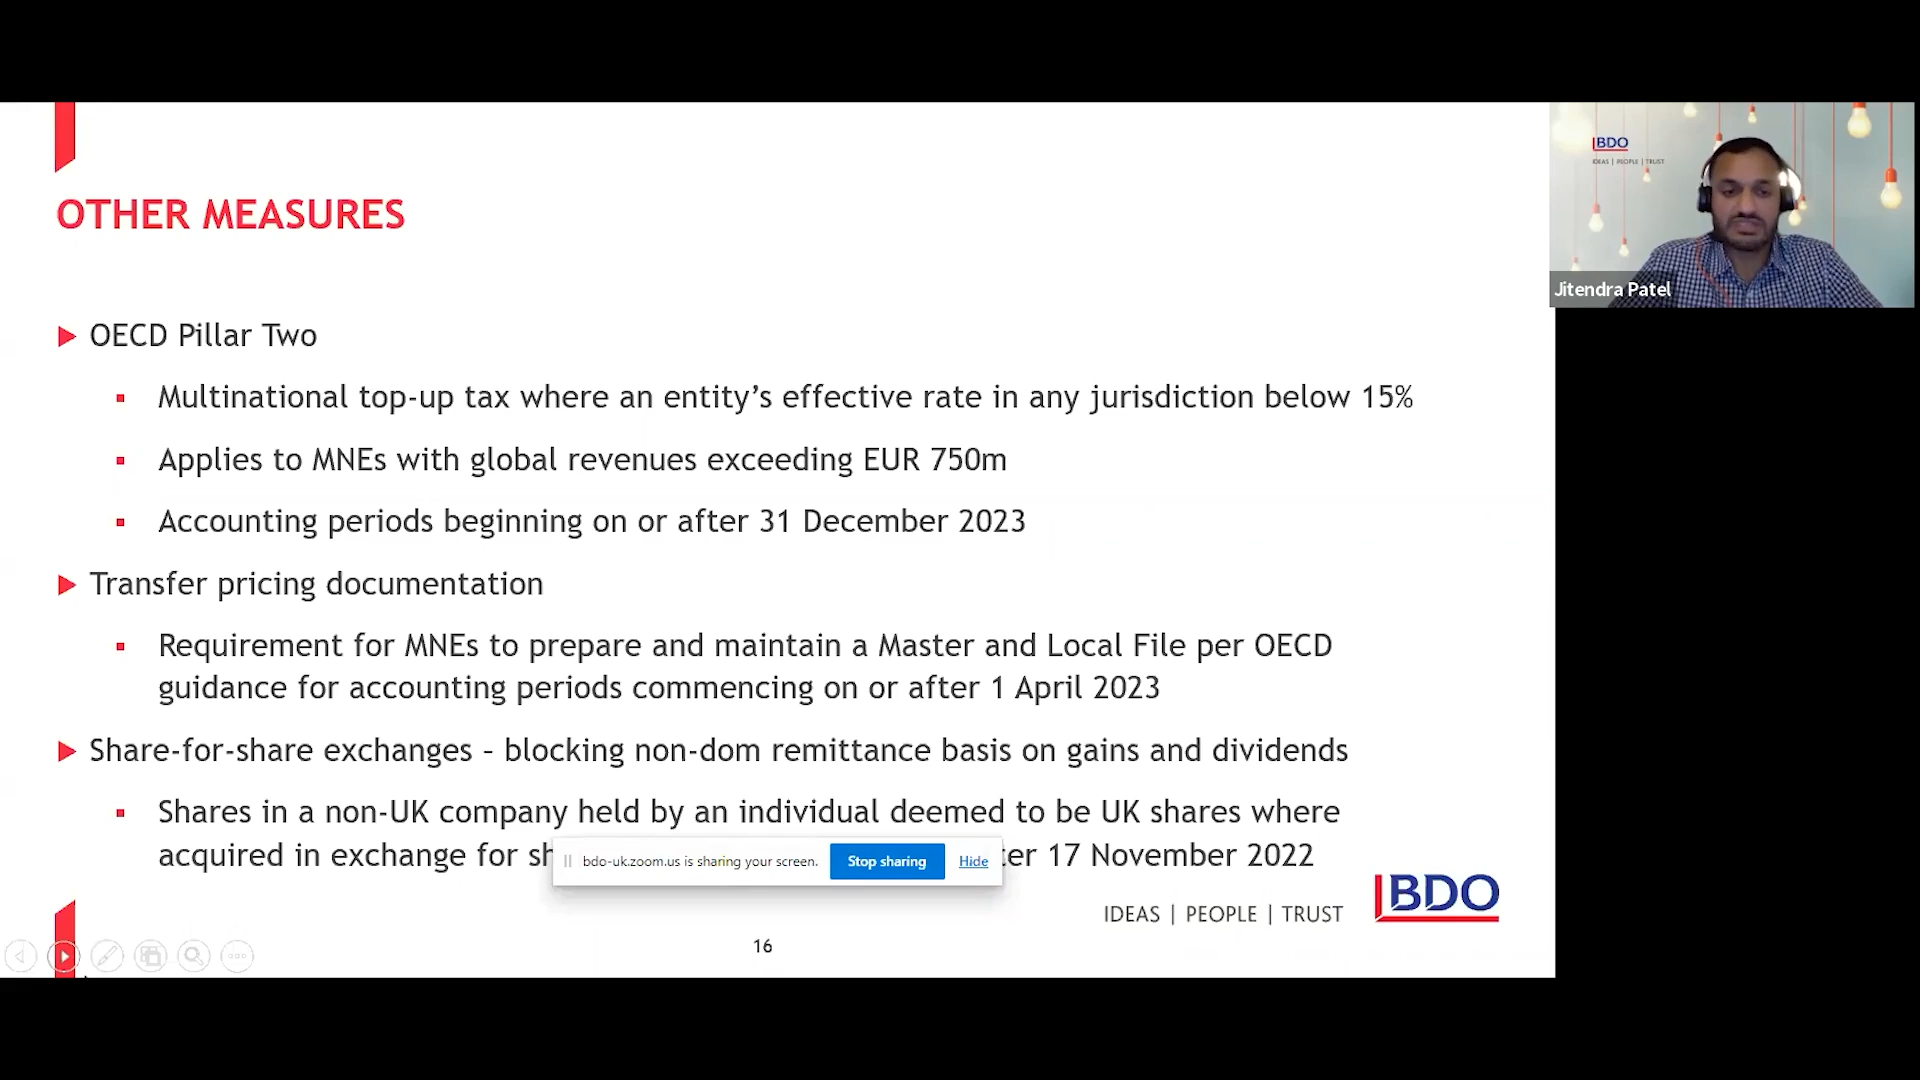 OTHER MEASURES
OECD Pillar Two
Multinational top-up tax where an entity’s effective rate in any jurisdiction below 15%
Applies to MNEs with global revenues exceeding EUR 750m
Accounting periods beginning on or after 31 December 2023
Transfer pricing documentation
Requirement for MNEs to prepare and maintain a Master and Local File per OECD
guidance for accounting periods commencing on or after 1 April 2023
Share-for-share exchanges – blocking non-dom remittance basis on gains and dividends
Shares in a non-UK company held by an individual deemed to be UK shares where
acquired in exchange for sh
er 17 November 2022
bdo-uk.zoom.us is sharing your screen.
Stop sharing
Hide
IDEAS | PEOPLE | TRUST
BDO
16
BDO
IDEAS | PEOPLE | TRUST
Jitendra Patel